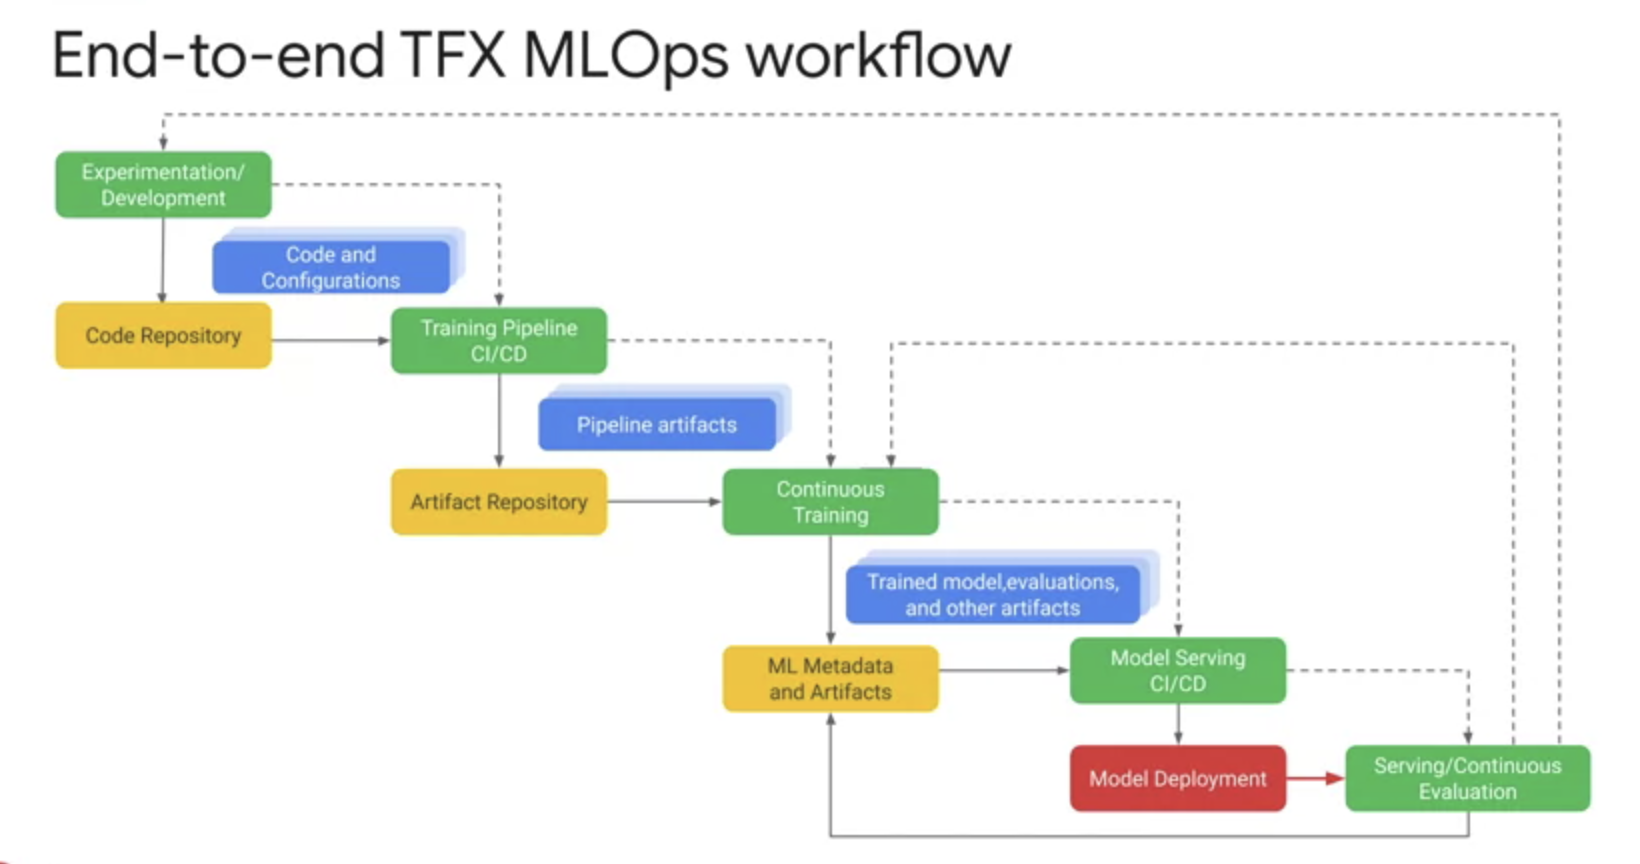 End-to-end TFX MLOps workflow
Experimentation/
Development
Code and
Configurations
Code Repository
Training Pipeline
CI/CD
Pipeline artifacts
Artifact Repository
Continuous
Training
Trained model,evaluations,
and other artifacts
ML Metadata
and Artifacts
Model Serving
CI/CD
Model Deployment
Serving/Continuous
Evaluation